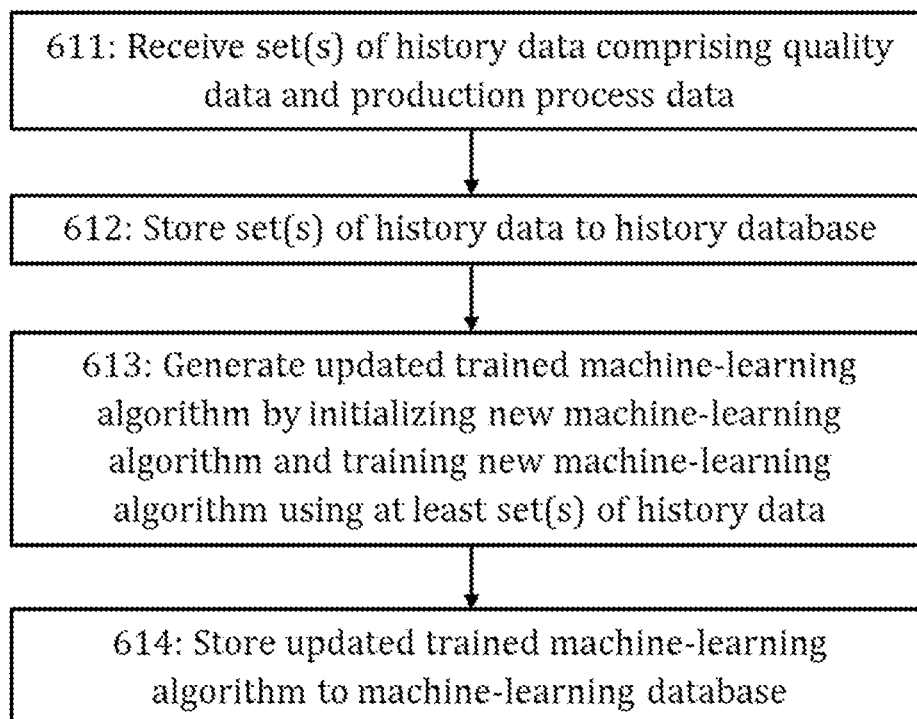 611: Receive set(s) of history data comprising quality
data and production process data
612: Store set(s) of history data to history database
613: Generate updated trained machine-learning
algorithm by initializing new machine-learning
algorithm and training new machine-learning
algorithm using at least set(s) of history data
614: Store updated trained machine-learning
algorithm to machine-learning database